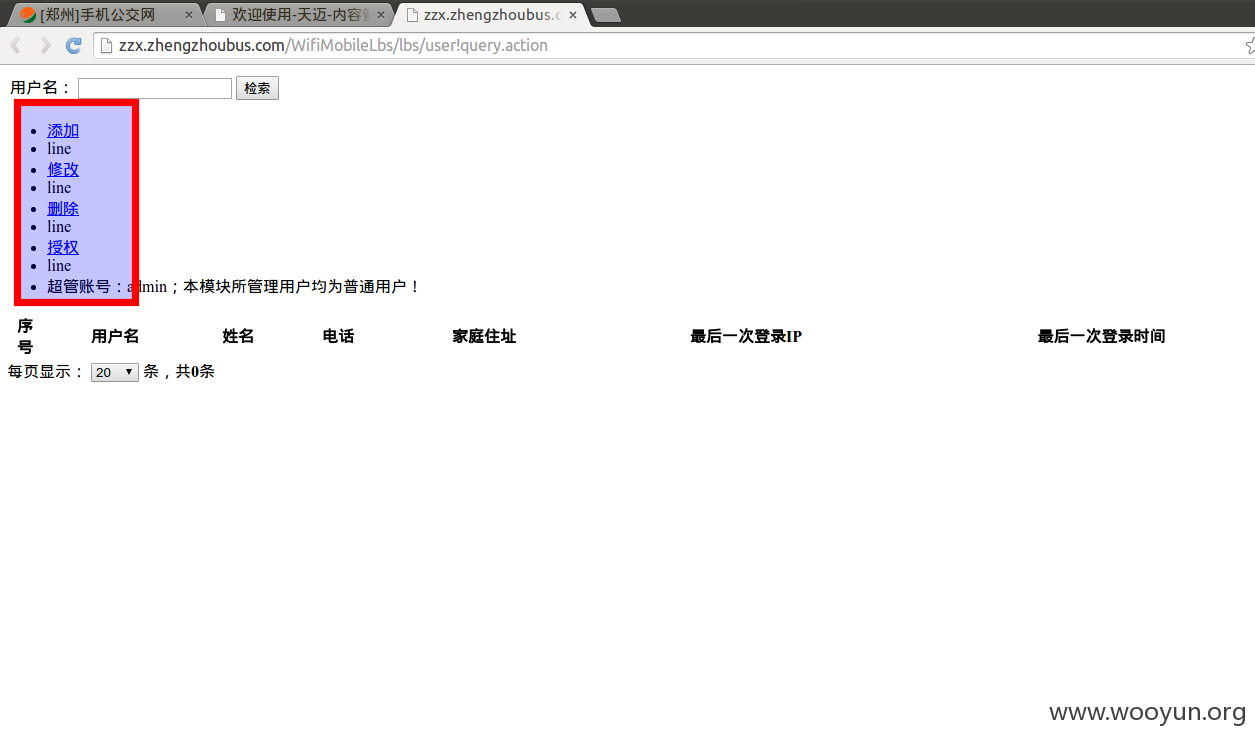 [郑州]手机公交网
欢迎使用-天迈-内容
zzx.zhengzhoubus.c
zzx.zhengzhoubus.com/WifiMobileLbs/lbs/user!query.action
用户名： 检索
添加
line
修改
line
删除
line
授权
line
超管账号：admin；本模块所管理用户均为普通用户！
序号 用户名 姓名 电话 家庭住址 最后一次登录IP 最后一次登录时间
每页显示： 20 条，共0条
www.wooyun.org